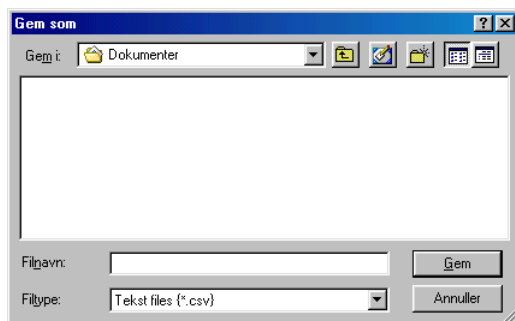 Gem som
Gem i: Dokumenter
Filnavn:
Gem
Filtype: Tekst files {*.csv}
Annuller